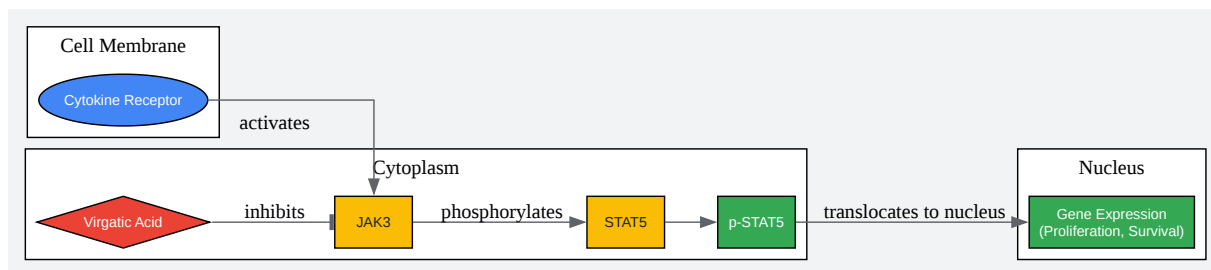 Cell Membrane
Cytokine Receptor
activates
Cytoplasm
Nucleus
Virgatic Acid
inhibits
JAK3
phosphorylates
STAT5
p-STAT5
translocates to nucleus
Gene Expression
(Proliferation, Survival)